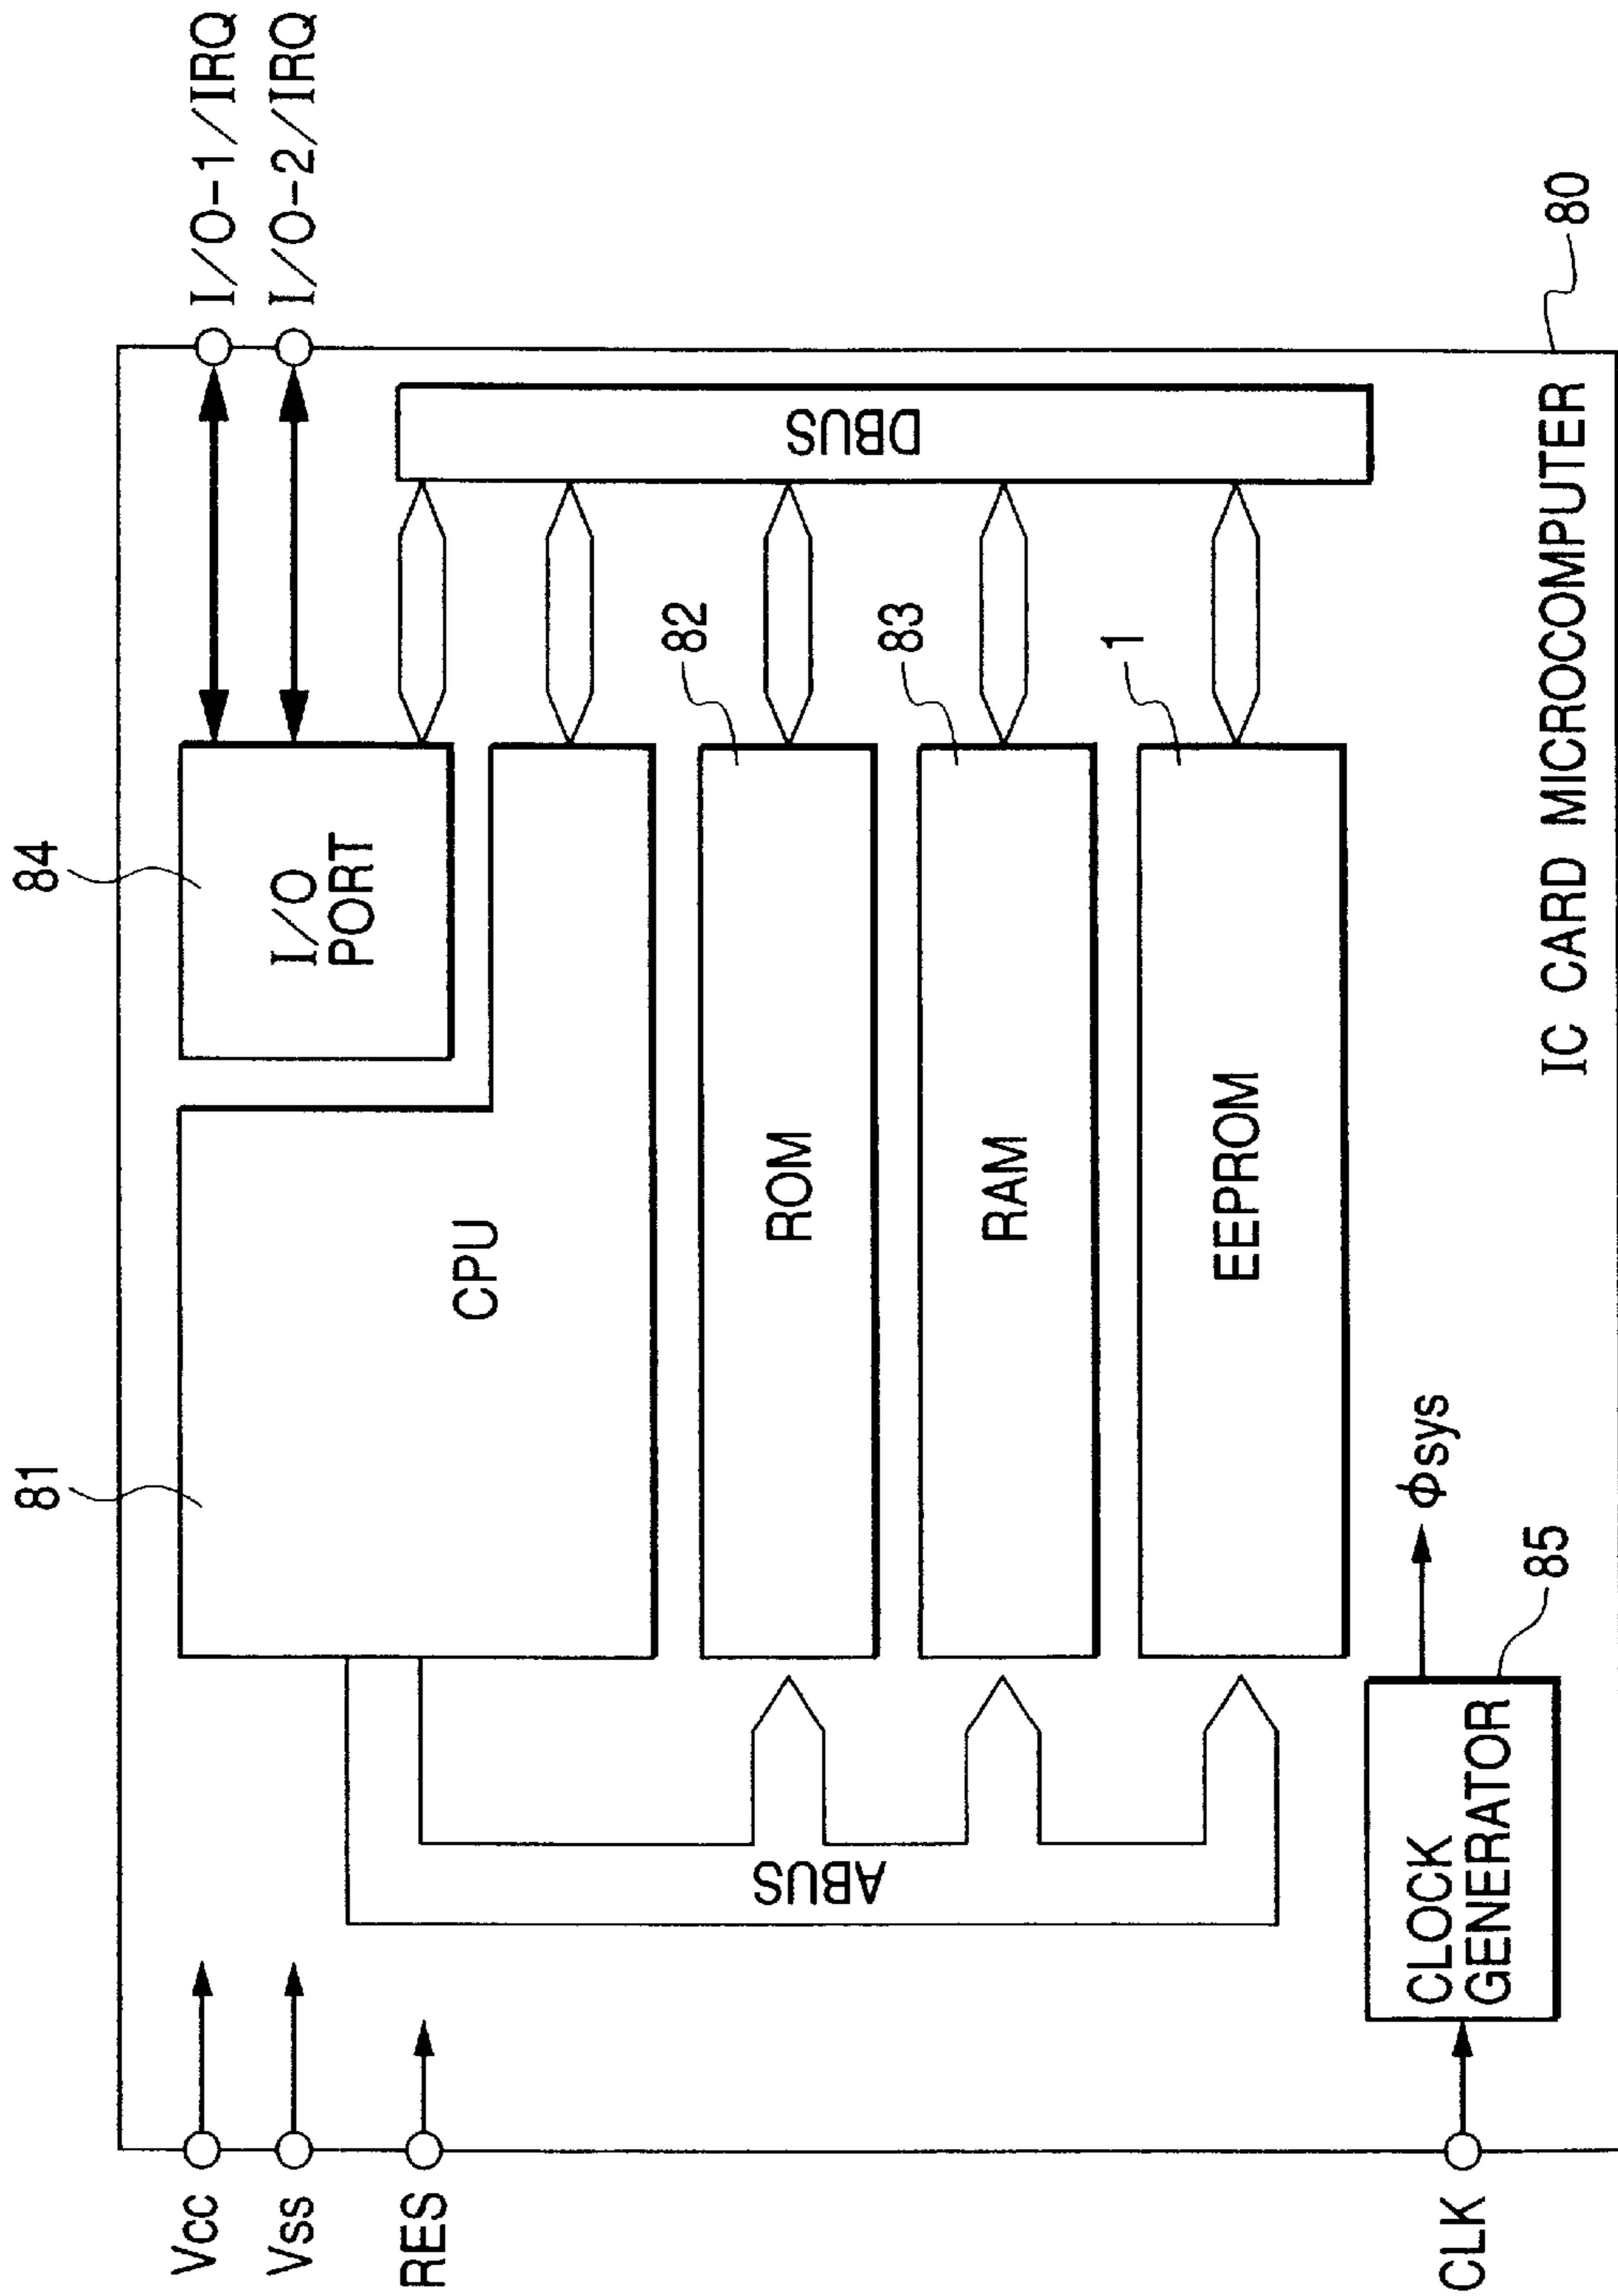 Vcc
Vss
RES
CLK
81
84
I/O-1/IRQ
I/O-2/IRQ
I/O
PORT
CPU
ABUS
DBUS
82
ROM
83
RAM
1
EEPROM
CLOCK
GENERATOR
ϕsys
85
IC CARD MICROCOMPUTER
80